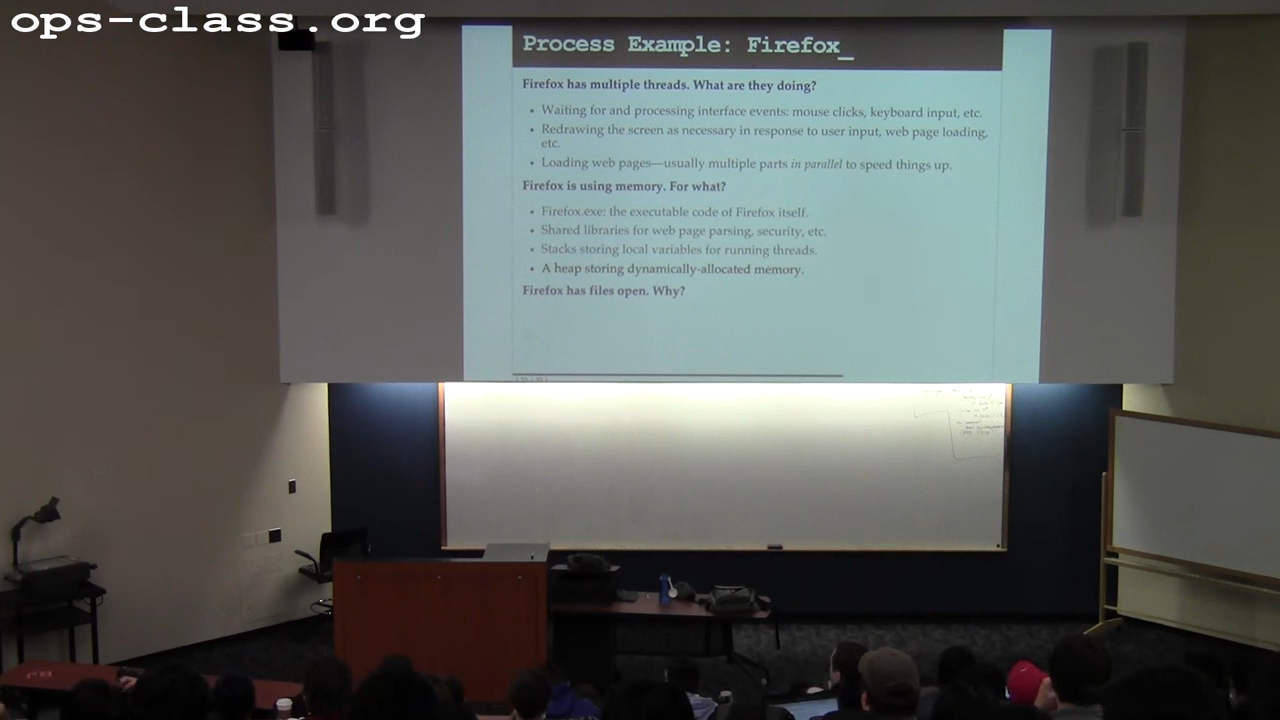 ops-class.org
Process Example: Firefox_
Firefox has multiple threads. What are they doing?
• Waiting for and processing interface events: mouse clicks, keyboard input, etc.
• Redrawing the screen as necessary in response to user input, web page loading,
etc.
• Loading web pages—usually multiple parts in parallel to speed things up.
Firefox is using memory. For what?
• Firefox.exe: the executable code of Firefox itself.
• Shared libraries for web page parsing, security, etc.
• Stacks storing local variables for running threads.
• A heap storing dynamically-allocated memory.
Firefox has files open. Why?